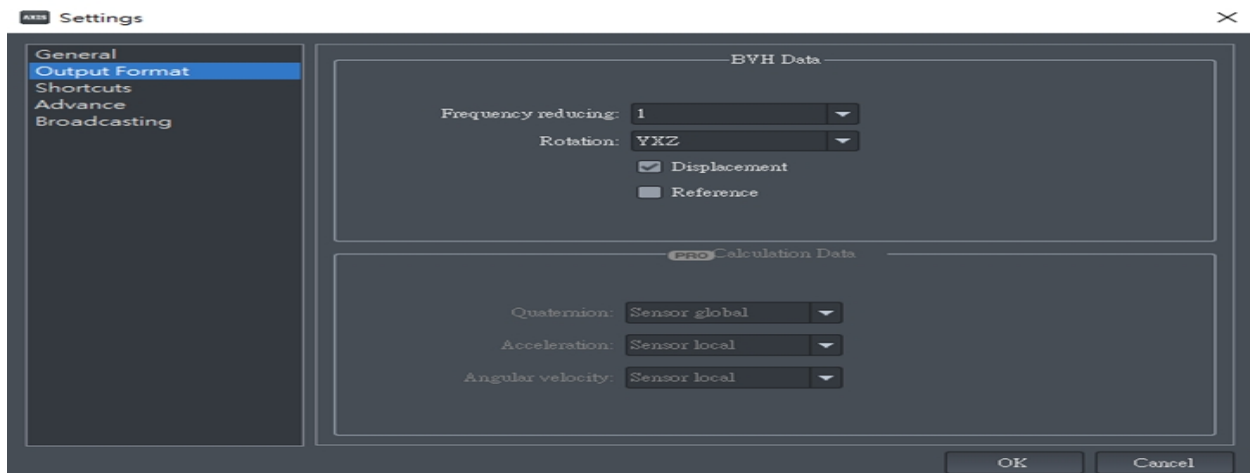 AXIS Settings
General
Output Format
Shortcuts
Advance
Broadcasting
BVH Data
Frequency reducing: 1
Rotation: YXZ
Displacement
Reference
PRO Calculation Data
Quaternion: Sensor global
Acceleration: Sensor local
Angular velocity: Sensor local
OK Cancel